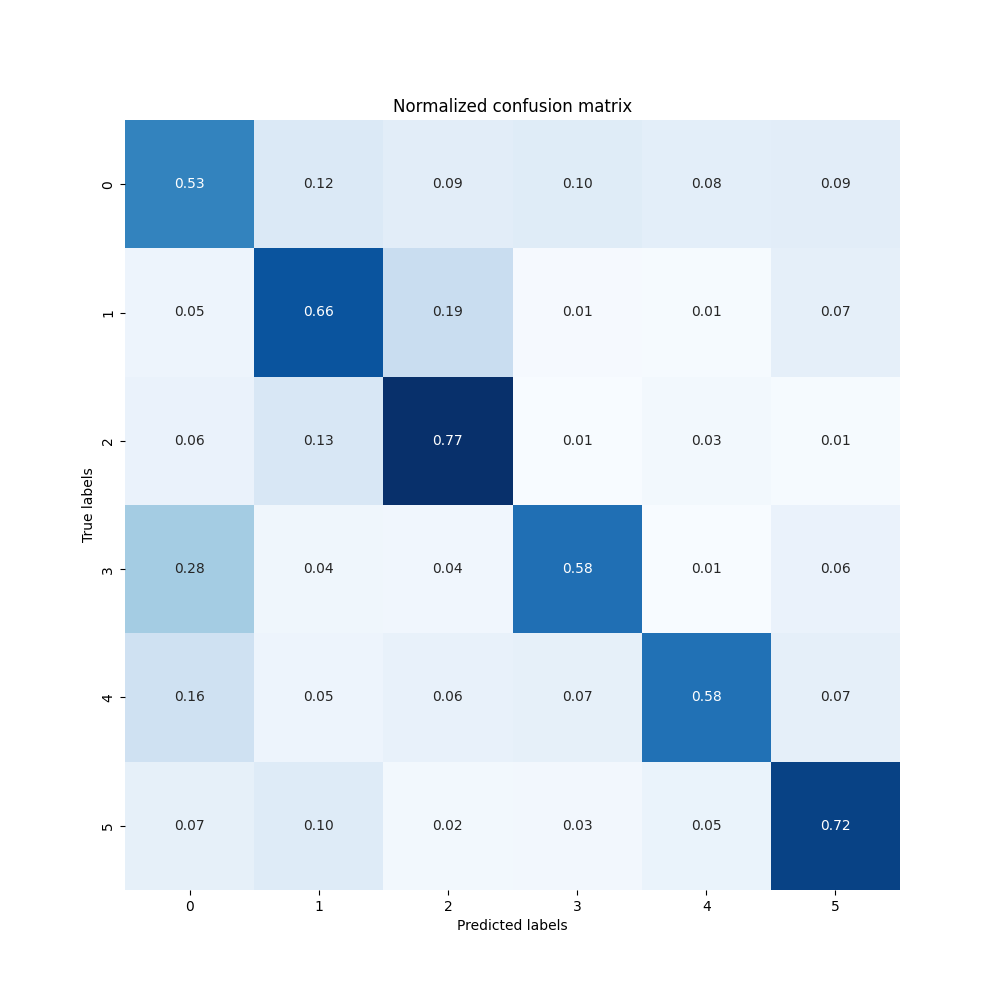 Normalized confusion matrix
0 0.53 0.12 0.09 0.10 0.08 0.09
1 0.05 0.66 0.19 0.01 0.01 0.07
2 0.06 0.13 0.77 0.01 0.03 0.01
True labels
3 0.28 0.04 0.04 0.58 0.01 0.06
4 0.16 0.05 0.06 0.07 0.58 0.07
5 0.07 0.10 0.02 0.03 0.05 0.72
0 1 2 3 4 5
Predicted labels